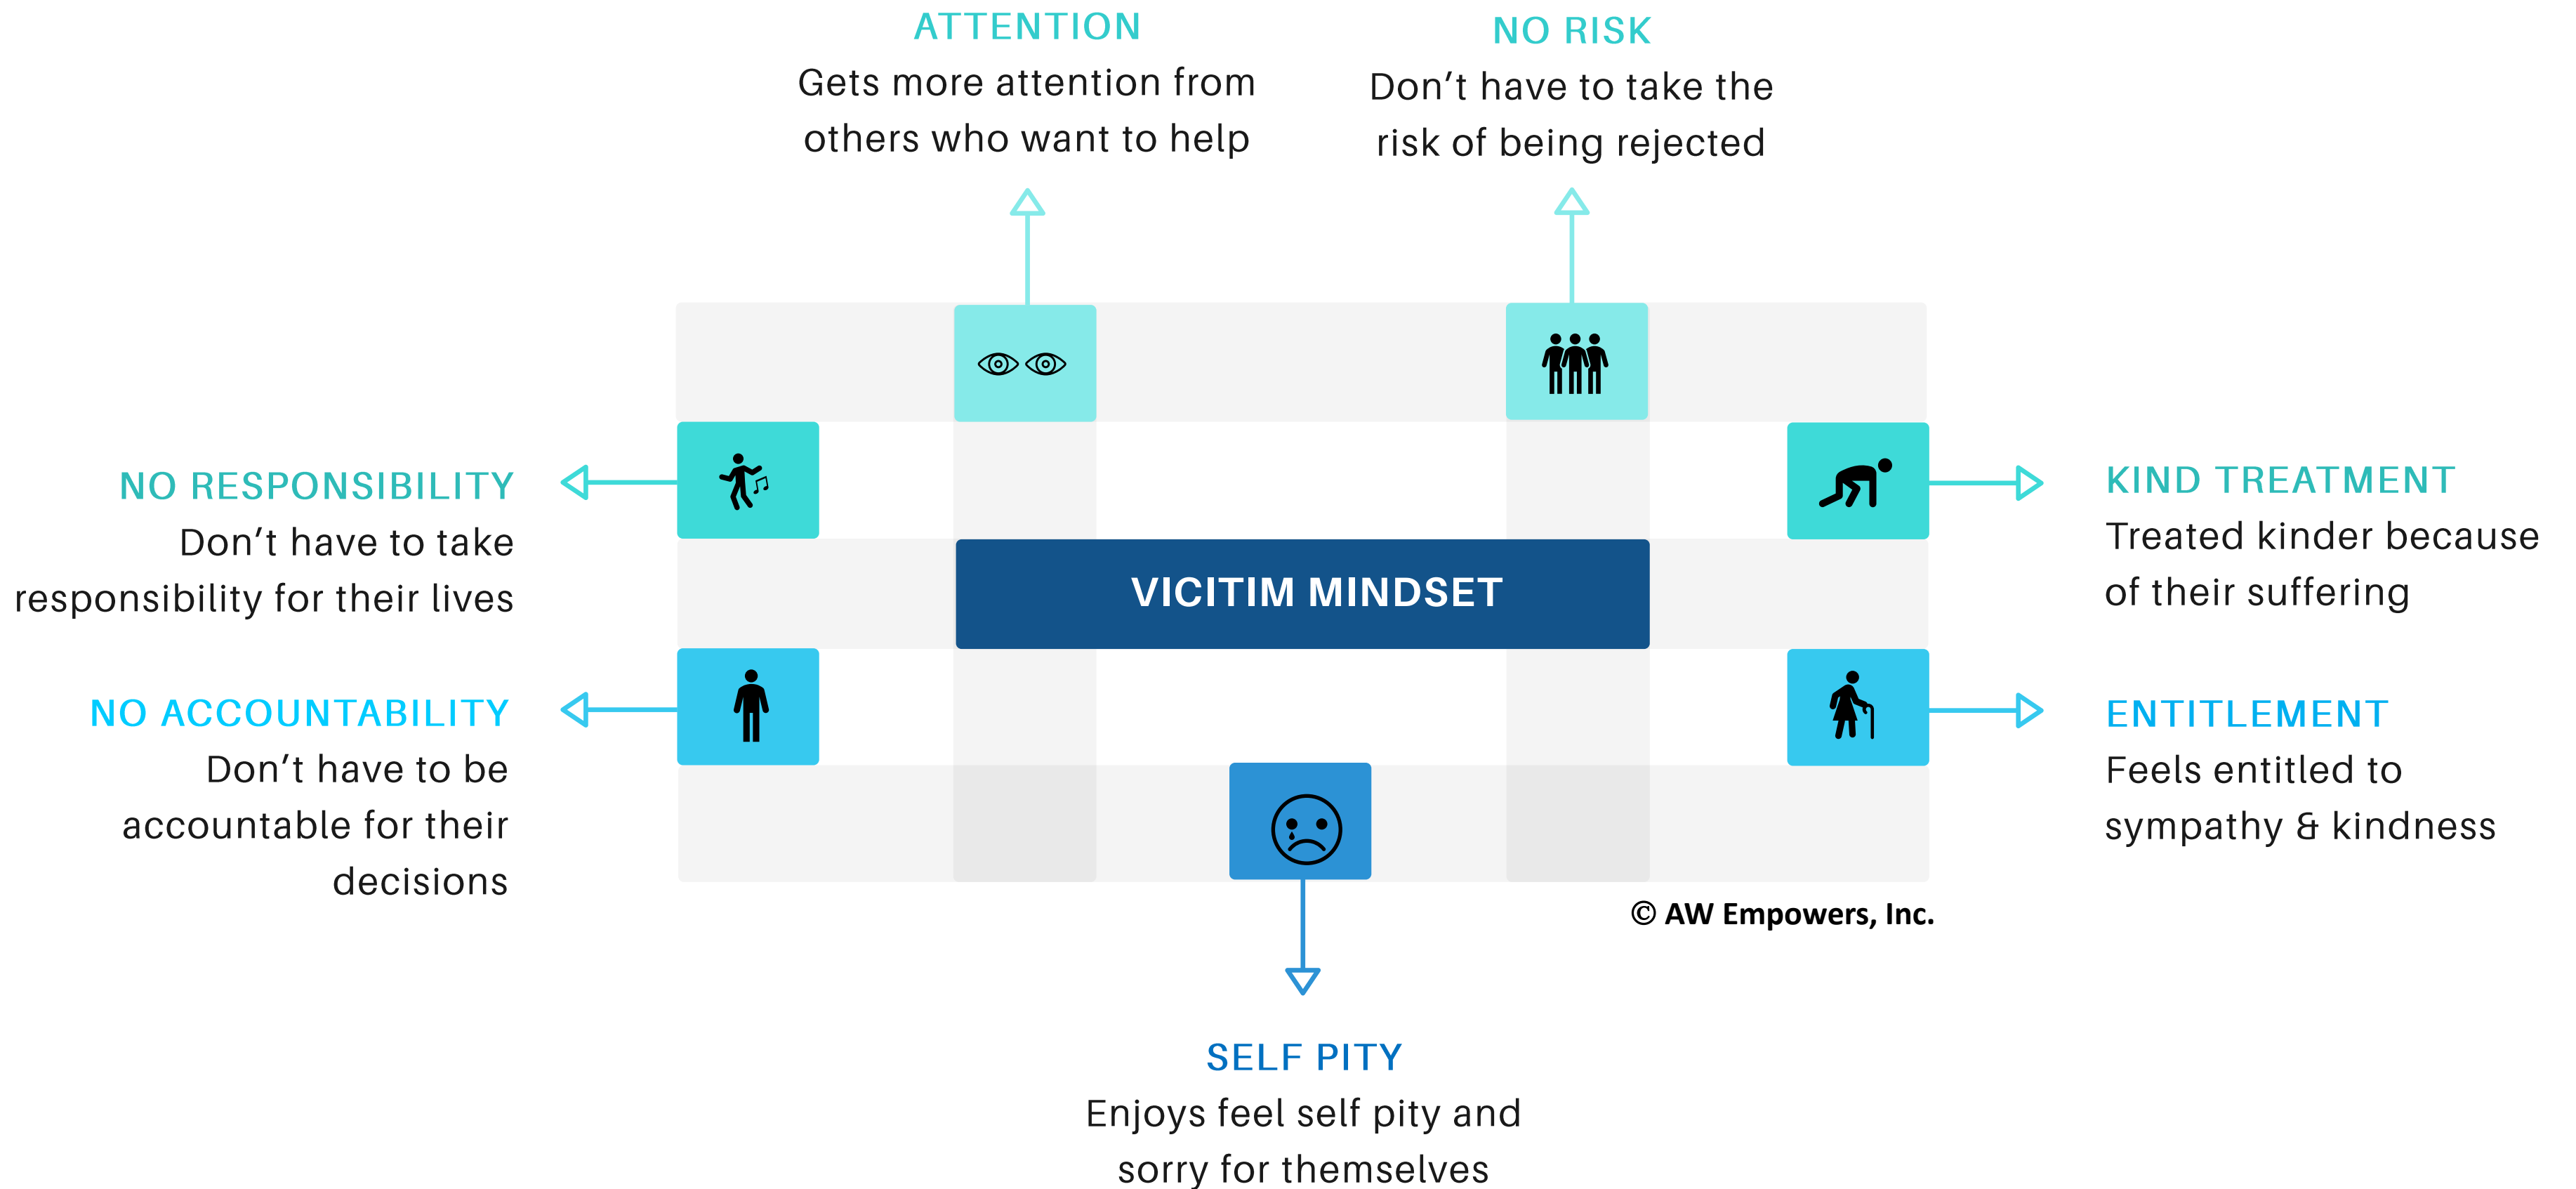 ATTENTION
Gets more attention from
others who want to help
NO RISK
Don't have to take the
risk of being rejected
NO RESPONSIBILITY
Don't have to take
responsibility for their lives
KIND TREATMENT
Treated kinder because
of their suffering
VICITIM MINDSET
NO ACCOUNTABILITY
Don't have to be
accountable for their
decisions
ENTITLEMENT
Feels entitled to
sympathy & kindness
© AW Empowers, Inc.
SELF PITY
Enjoys feel self pity and
sorry for themselves